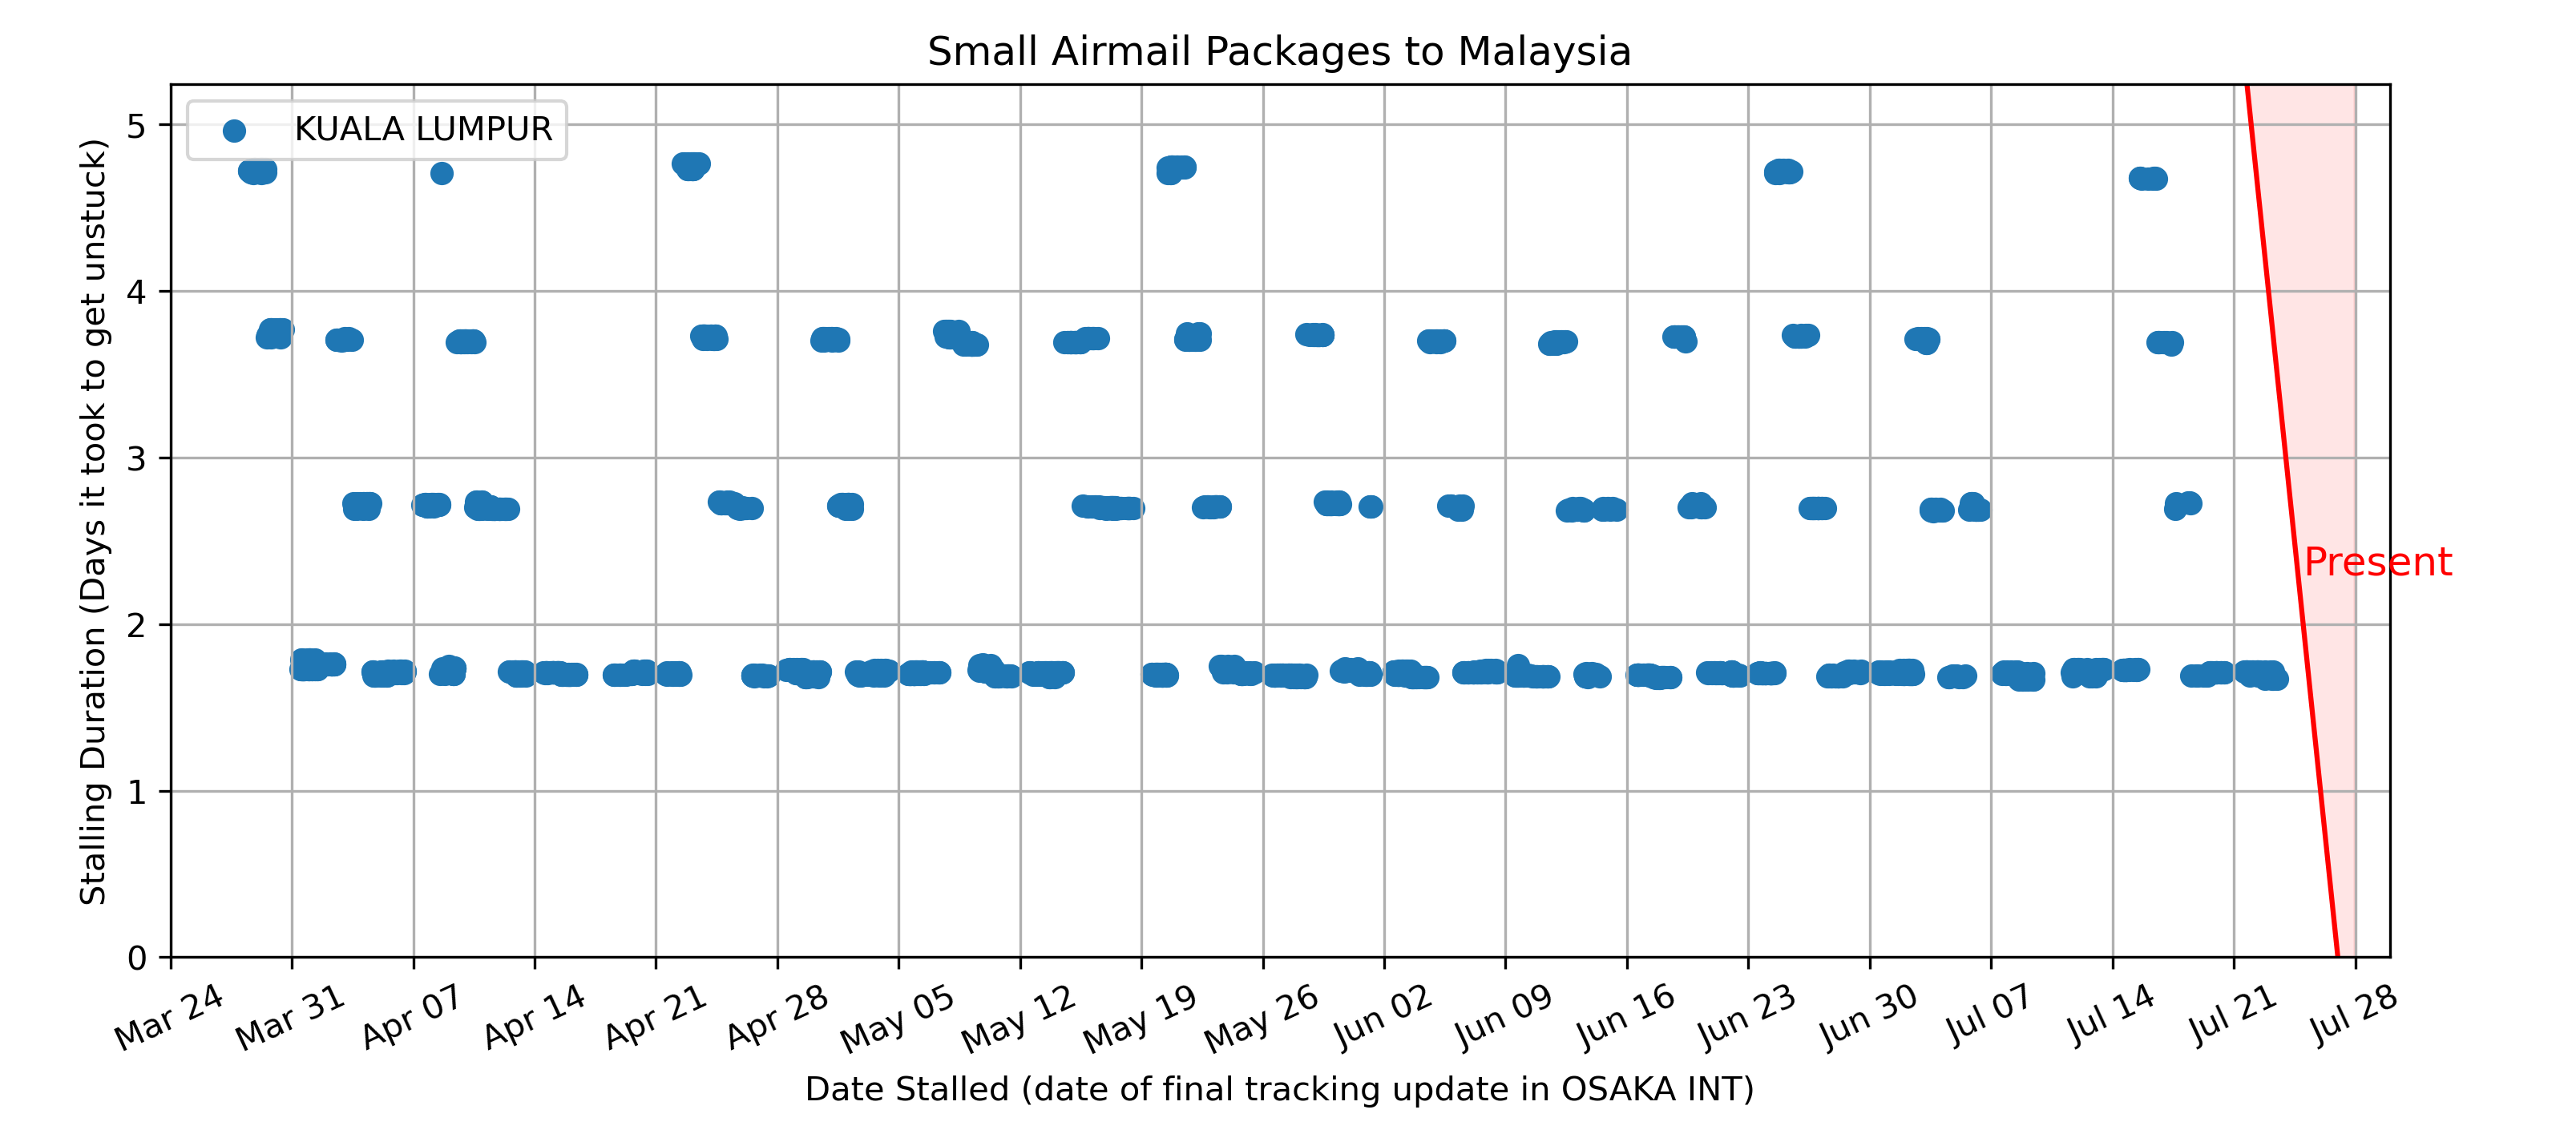 Small Airmail Packages to Malaysia
KUALA LUMPUR
Stalling Duration (Days it took to get unstuck)
5
4
3
2
1
0
Present
Mar 24
Mar 31
Apr 07
Apr 14
Apr 21
Apr 28
May 05
May 12
May 19
May 26
Jun 02
Jun 09
Jun 16
Jun 23
Jun 30
Jul 07
Jul 14
Jul 21
Jul 28
Date Stalled (date of final tracking update in OSAKA INT)